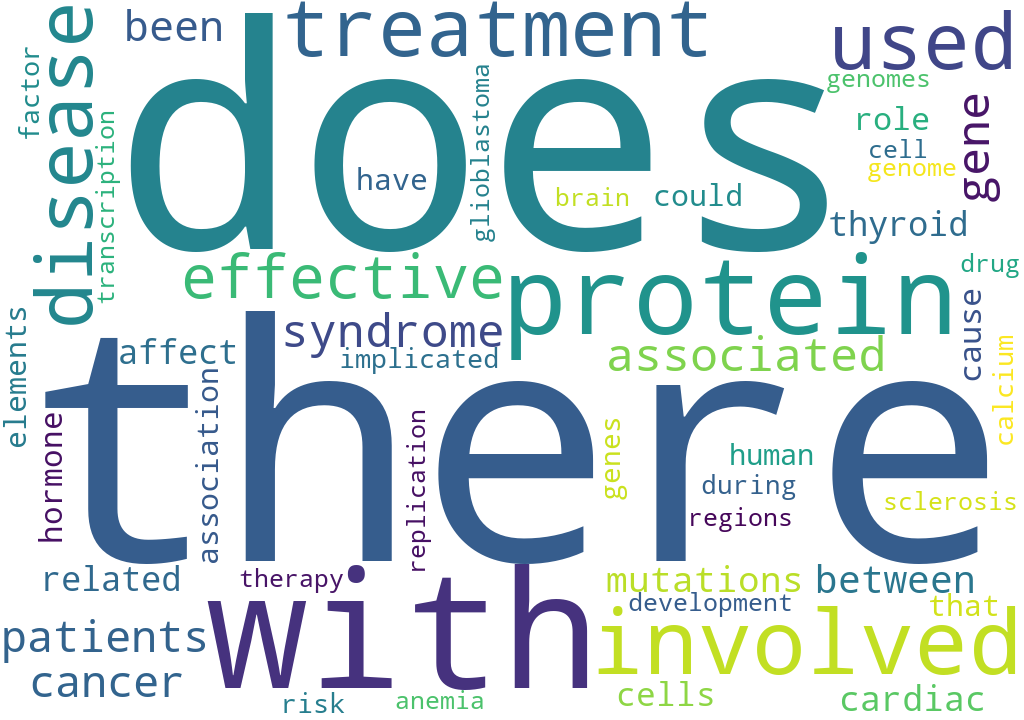 been
treatment
used
disease
factor
does
genomes
gene
role
cell
genome
transcription
have
glioblastoma
brain
could
thyroid
effective
protein
drug
syndrome
elements
affect
implicated
associated
cause
calcium
there
association
hormone
replication
genes
human
during
regions
sclerosis
related
therapy
with
mutations
between
development
that
patients
involved
cancer
risk
anemia
cells
cardiac